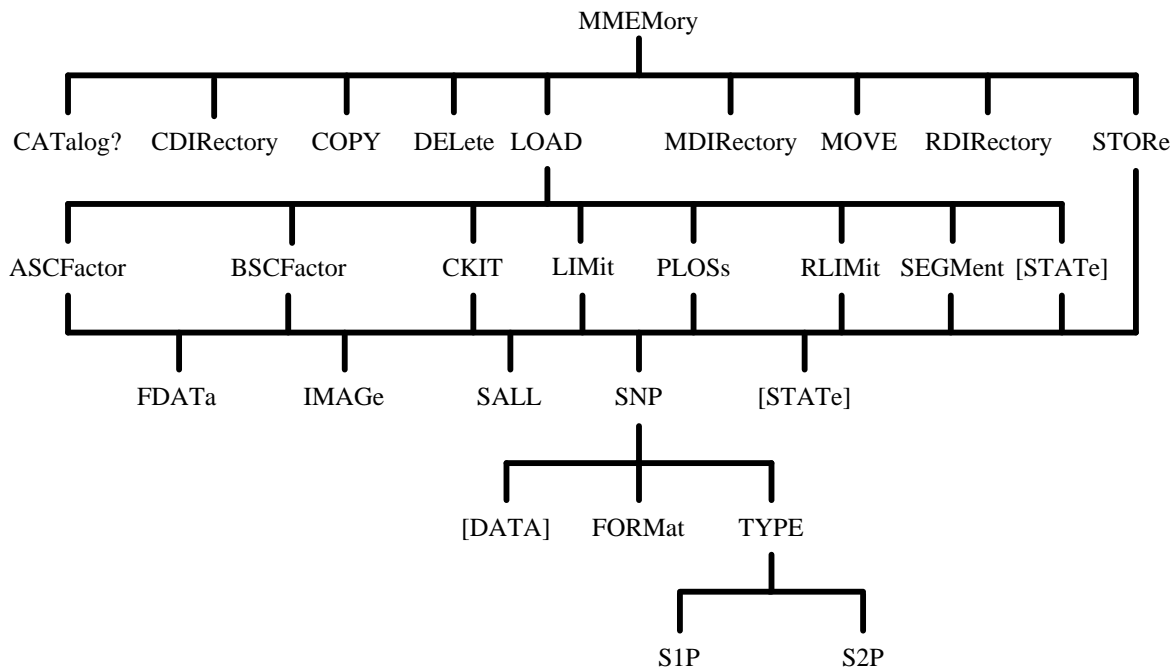 MMEMory
CATalog? CDIRectory COPY DELete LOAD MDIRectory MOVE RDIRectory STORe
ASCFactor BSCFactor CKIT LIMit PLOSs RLIMit SEGMent [STATe]
FDATa IMAGe SALL SNP [STATe]
[DATA] FORMat TYPE
S1P S2P